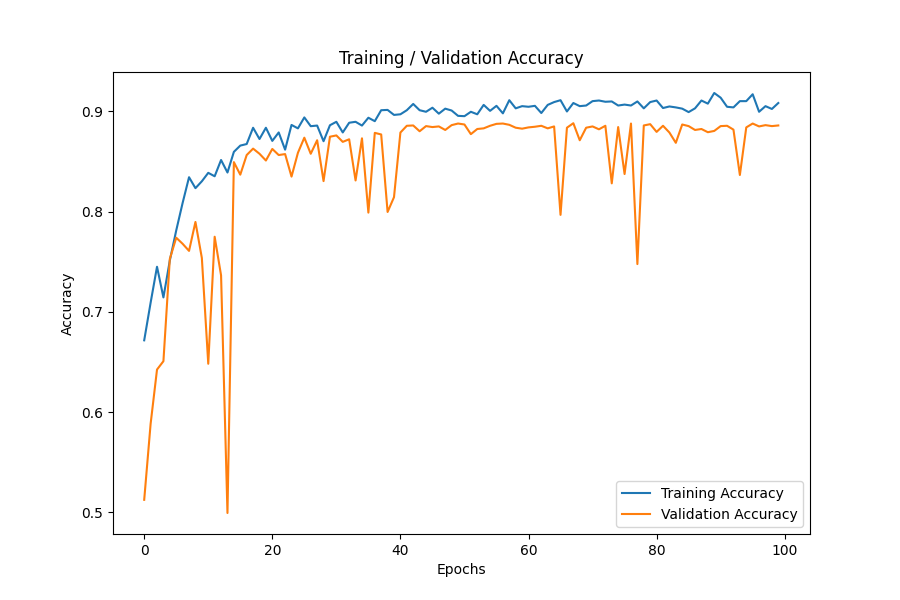 Training / Validation Accuracy
Accuracy
0.9
0.8
0.7
0.6
0.5
0 20 40 60 80 100
Epochs
Training Accuracy
Validation Accuracy